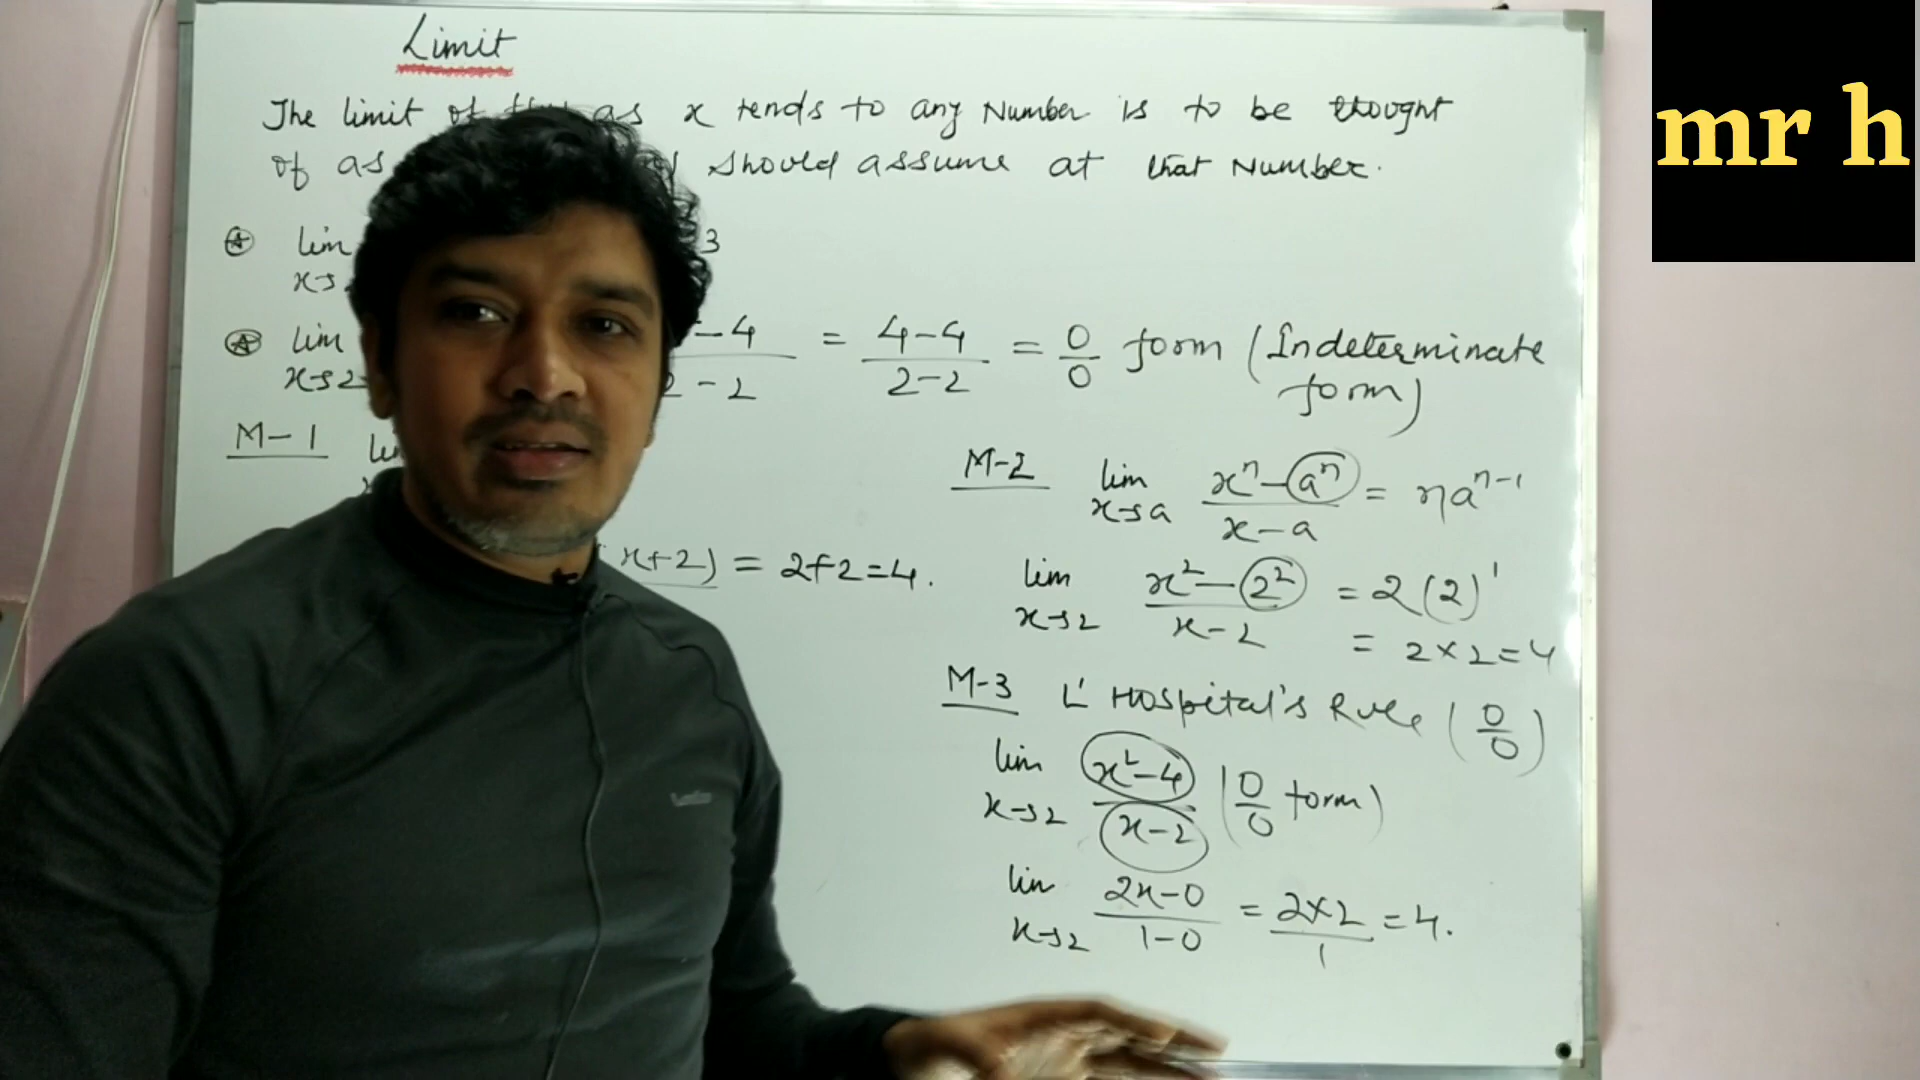 Limit
The limit of f(x) as x tends to any Number is to be thought
of as should assume at that Number.
lim 3
x→
lim - 4 = 4-4 = 0 form (Indeterminate
x→2 2 - 2 2-2 0 form)
M-1
M-2 lim xⁿ-aⁿ = naⁿ⁻¹
x→a x-a
x+2) = 2+2=4.
lim x²-2² = 2(2)¹
x→2 x-2 = 2×2=4
M-3 L' Hospital's Rule (0/0)
lim x²-4 (0/0 form)
x→2 x-2
lim 2x-0 = 2×2 = 4.
x→2 1-0 1
mr h